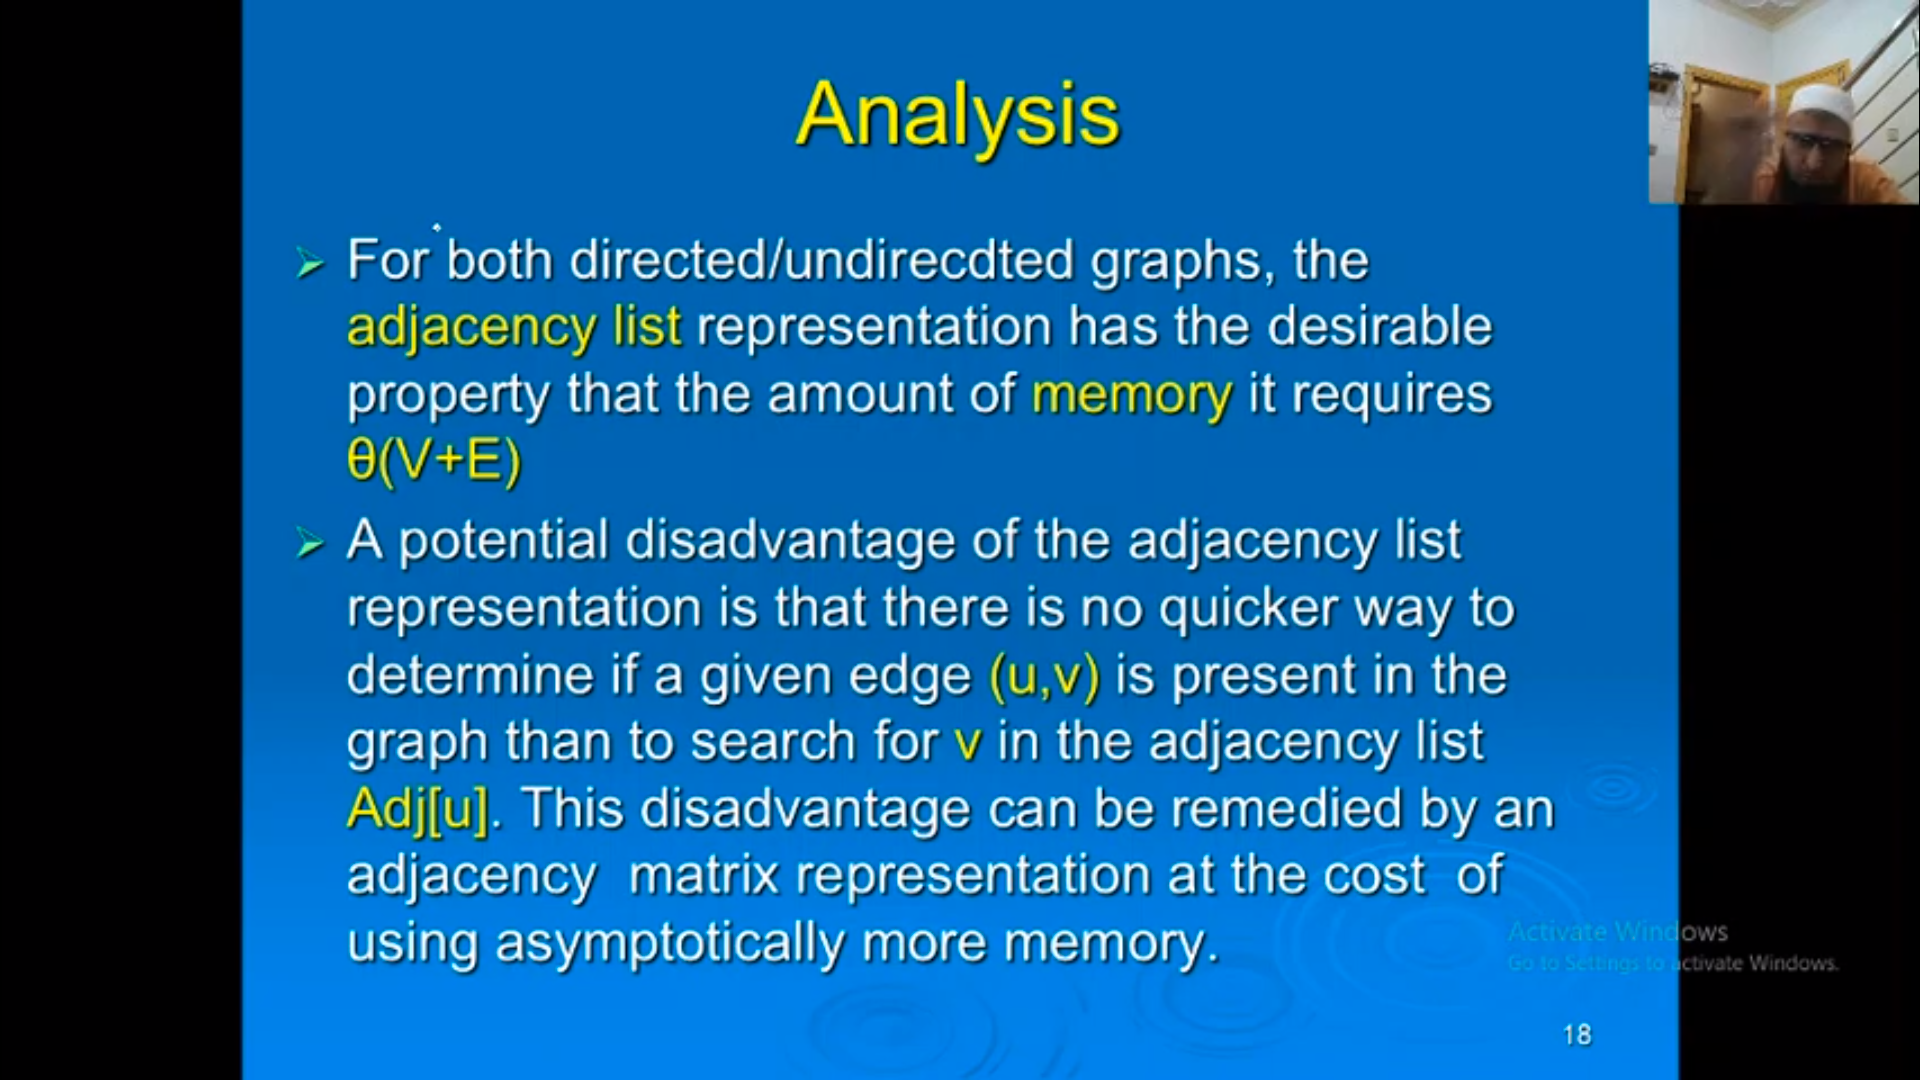 Analysis
For both directed/undirecdted graphs, the
adjacency list representation has the desirable
property that the amount of memory it requires
θ(V+E)
A potential disadvantage of the adjacency list
representation is that there is no quicker way to
determine if a given edge (u,v) is present in the
graph than to search for v in the adjacency list
Adj[u]. This disadvantage can be remedied by an
adjacency matrix representation at the cost of
using asymptotically more memory.
Activate Windows
Go to Settings to activate Windows.
18